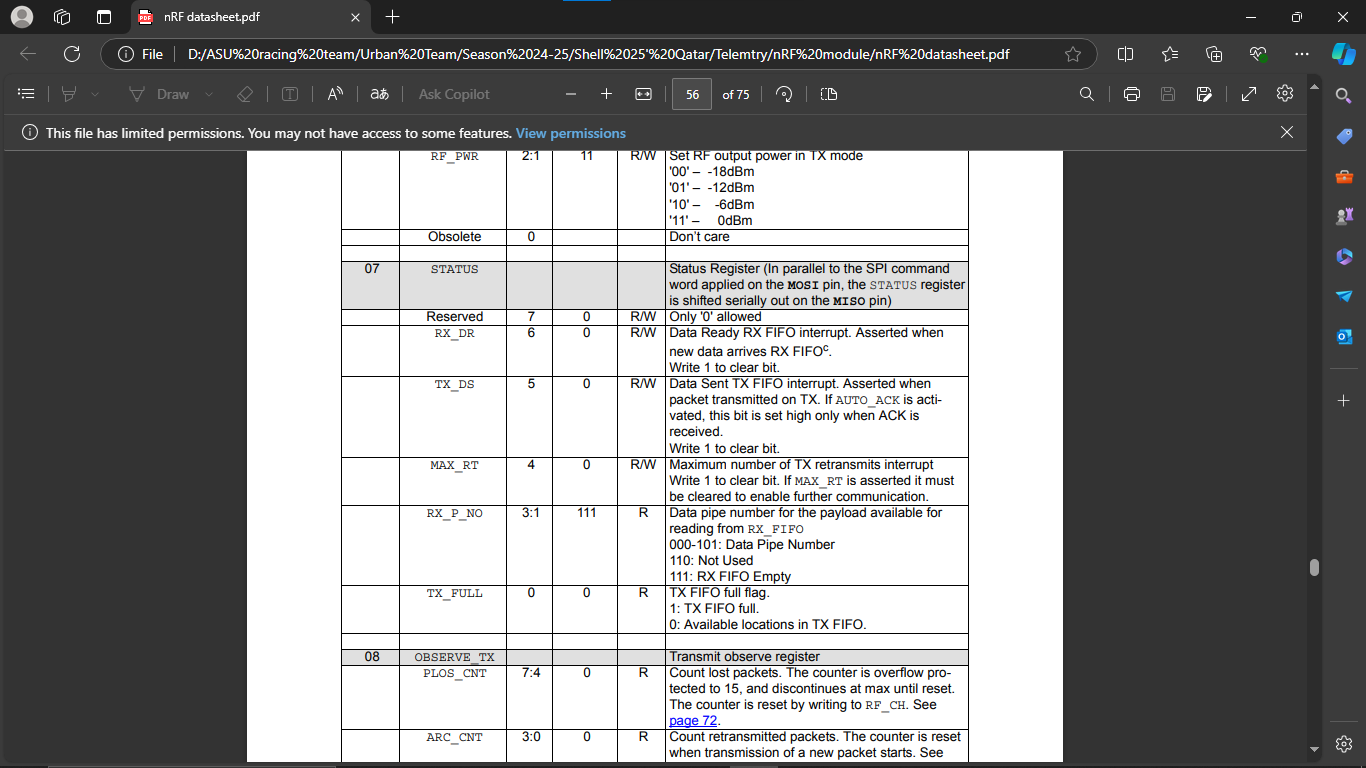 nRF datasheet.pdf
File
D:/ASU%20racing%20team/Urban%20Team/Season%2024-25/Shell%2025'%20Qatar/Telemtry/nRF%20module/nRF%20datasheet.pdf
Draw
Ask Copilot
56 of 75
This file has limited permissions. You may not have access to some features. View permissions
RF_PWR 2:1 11 R/W Set RF output power in TX mode
'00' – -18dBm
'01' – -12dBm
'10' – -6dBm
'11' – 0dBm
Obsolete 0 Don't care
07 STATUS Status Register (In parallel to the SPI command
word applied on the MOSI pin, the STATUS register
is shifted serially out on the MISO pin)
Reserved 7 0 R/W Only '0' allowed
RX_DR 6 0 R/W Data Ready RX FIFO interrupt. Asserted when
new data arrives RX FIFOc.
Write 1 to clear bit.
TX_DS 5 0 R/W Data Sent TX FIFO interrupt. Asserted when
packet transmitted on TX. If AUTO_ACK is acti-
vated, this bit is set high only when ACK is
received.
Write 1 to clear bit.
MAX_RT 4 0 R/W Maximum number of TX retransmits interrupt
Write 1 to clear bit. If MAX_RT is asserted it must
be cleared to enable further communication.
RX_P_NO 3:1 111 R Data pipe number for the payload available for
reading from RX_FIFO
000-101: Data Pipe Number
110: Not Used
111: RX FIFO Empty
TX_FULL 0 0 R TX FIFO full flag.
1: TX FIFO full.
0: Available locations in TX FIFO.
08 OBSERVE_TX Transmit observe register
PLOS_CNT 7:4 0 R Count lost packets. The counter is overflow pro-
tected to 15, and discontinues at max until reset.
The counter is reset by writing to RF_CH. See
page 72.
ARC_CNT 3:0 0 R Count retransmitted packets. The counter is reset
when transmission of a new packet starts. See